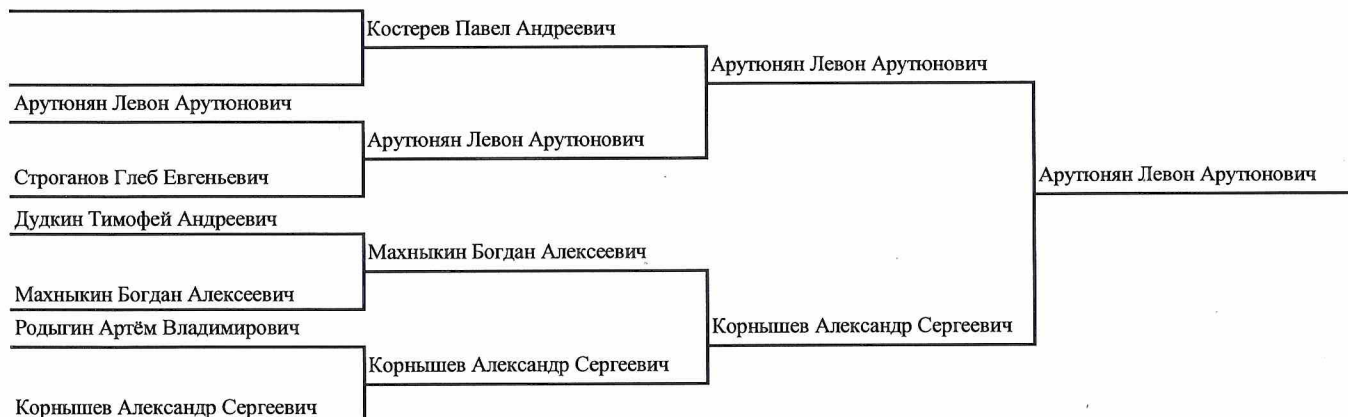 Костерев Павел Андреевич
Арутюнян Левон Арутюнович
Арутюнян Левон Арутюнович
Арутюнян Левон Арутюнович
Строганов Глеб Евгеньевич
Арутюнян Левон Арутюнович
Дудкин Тимофей Андреевич
Махныкин Богдан Алексеевич
Махныкин Богдан Алексеевич
Родыгин Артём Владимирович
Корнышев Александр Сергеевич
Корнышев Александр Сергеевич
Корнышев Александр Сергеевич